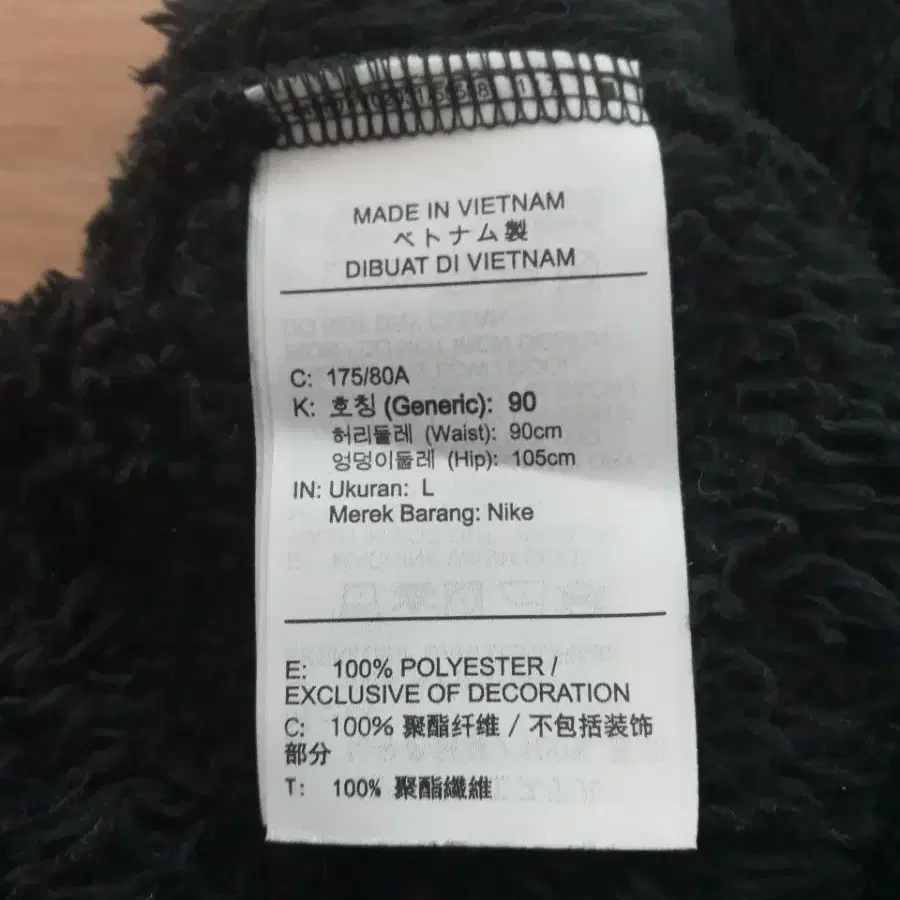 MADE IN VIETNAM
ベトナム製
DIBUAT DI VIETNAM
C: 175/80A
K: 호칭 (Generic): 90
허리둘레 (Waist): 90cm
엉덩이둘레 (Hip): 105cm
IN: Ukuran: L
Merek Barang: Nike
E: 100% POLYESTER /
EXCLUSIVE OF DECORATION
C: 100% 聚酯纤维 / 不包括装饰
部分
T: 100% 聚酯纖維